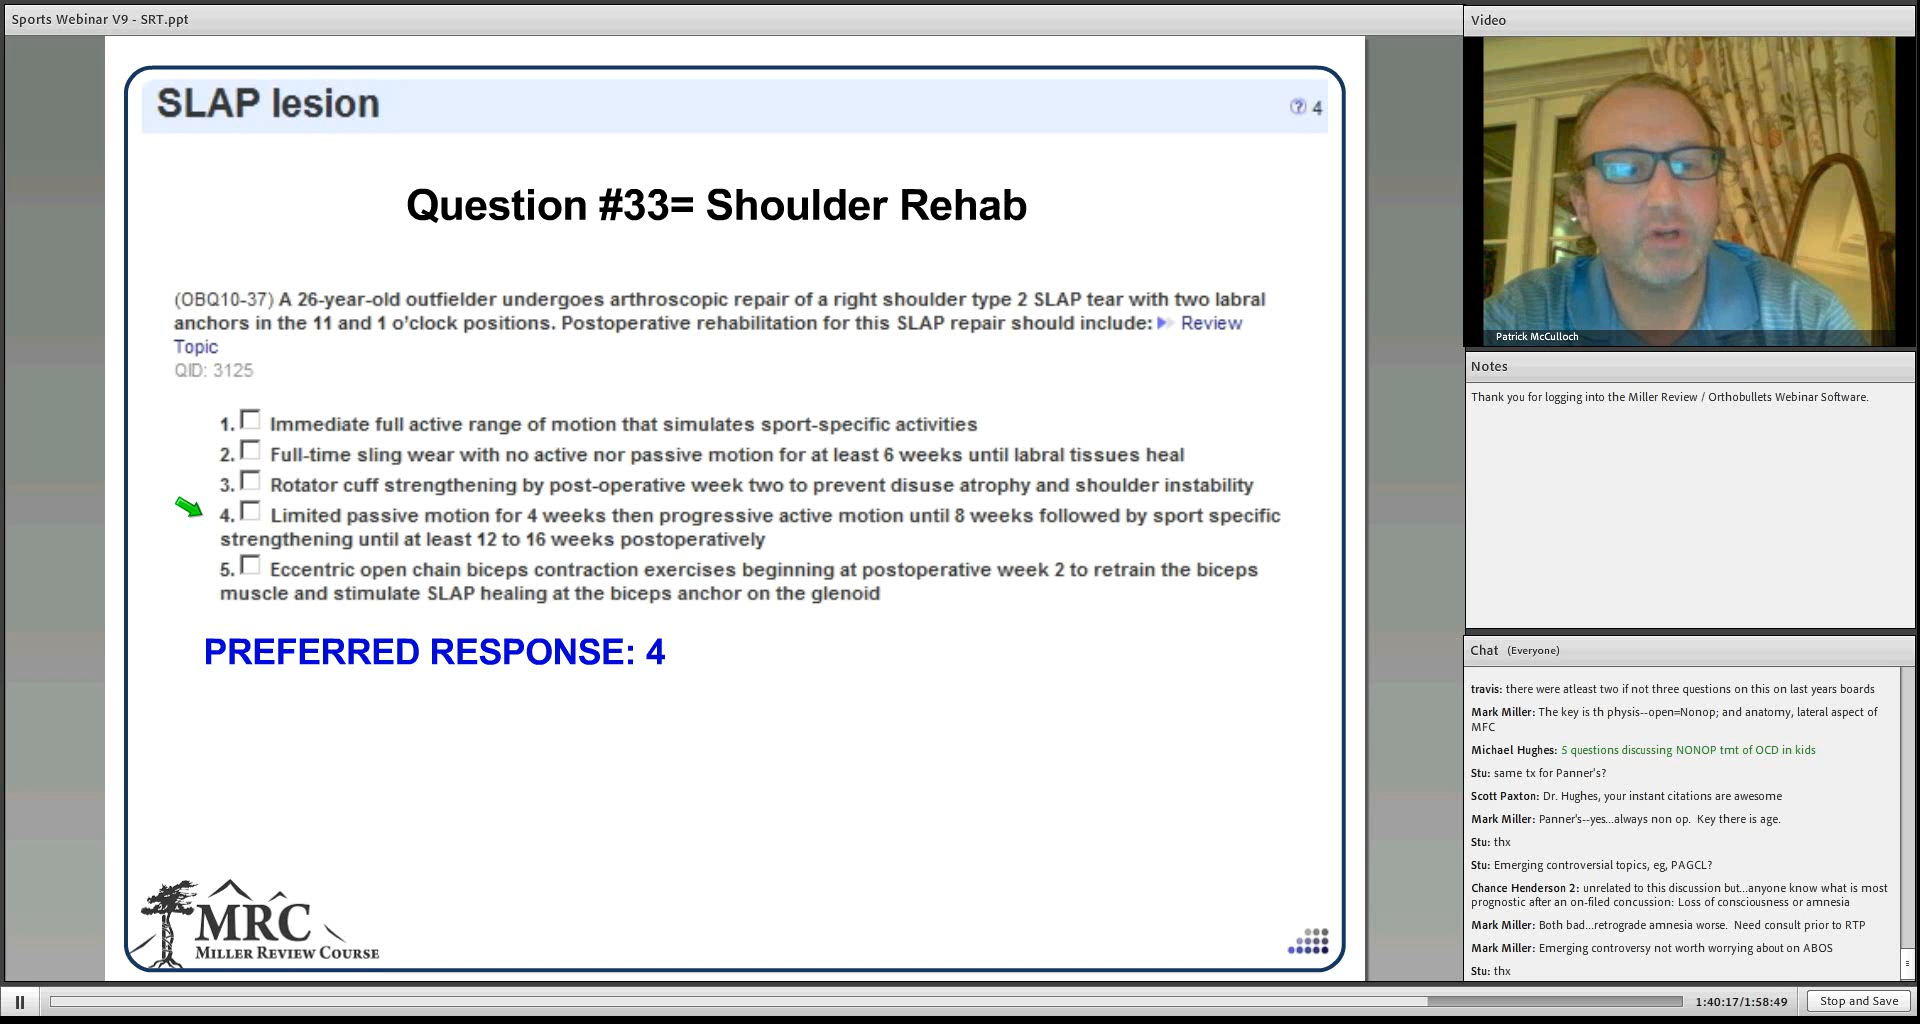 Sports Webinar V9 - SRT.ppt
SLAP lesion
4
Question #33= Shoulder Rehab
(OBQ10-37) A 26-year-old outfielder undergoes arthroscopic repair of a right shoulder type 2 SLAP tear with two labral
anchors in the 11 and 1 o'clock positions. Postoperative rehabilitation for this SLAP repair should include: Review
Topic
QID: 3125
1. Immediate full active range of motion that simulates sport-specific activities
2. Full-time sling wear with no active nor passive motion for at least 6 weeks until labral tissues heal
3. Rotator cuff strengthening by post-operative week two to prevent disuse atrophy and shoulder instability
4. Limited passive motion for 4 weeks then progressive active motion until 8 weeks followed by sport specific
strengthening until at least 12 to 16 weeks postoperatively
5. Eccentric open chain biceps contraction exercises beginning at postoperative week 2 to retrain the biceps
muscle and stimulate SLAP healing at the biceps anchor on the glenoid
PREFERRED RESPONSE: 4
MRC
MILLER REVIEW COURSE
Video
Patrick McCulloch
Notes
Thank you for logging into the Miller Review / Orthobullets Webinar Software.
Chat (Everyone)
travis: there were atleast two if not three questions on this on last years boards
Mark Miller: The key is th physis--open=Nonop; and anatomy, lateral aspect of
MFC
Michael Hughes: 5 questions discussing NONOP tmt of OCD in kids
Stu: same tx for Panner's?
Scott Paxton: Dr. Hughes, your instant citations are awesome
Mark Miller: Panner's--yes...always non op. Key there is age.
Stu: thx
Stu: Emerging controversial topics, eg, PAGCL?
Chance Henderson 2: unrelated to this discussion but...anyone know what is most
prognostic after an on-filed concussion: Loss of consciousness or amnesia
Mark Miller: Both bad...retrograde amnesia worse. Need consult prior to RTP
Mark Miller: Emerging controversy not worth worrying about on ABOS
Stu: thx
1:40:17/1:58:49
Stop and Save